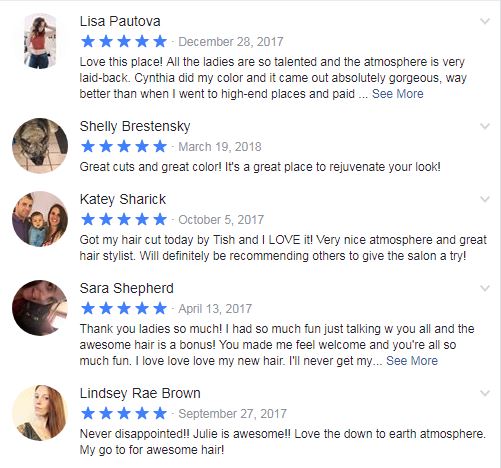 Lisa Pautova
· December 28, 2017
Love this place! All the ladies are so talented and the atmosphere is very
laid-back. Cynthia did my color and it came out absolutely gorgeous, way
better than when I went to high-end places and paid ... See More
Shelly Brestensky
· March 19, 2018
Great cuts and great color! It's a great place to rejuvenate your look!
Katey Sharick
· October 5, 2017
Got my hair cut today by Tish and I LOVE it! Very nice atmosphere and great
hair stylist. Will definitely be recommending others to give the salon a try!
Sara Shepherd
· April 13, 2017
Thank you ladies so much! I had so much fun just talking w you all and the
awesome hair is a bonus! You made me feel welcome and you're all so
much fun. I love love love my new hair. I'll never get my... See More
Lindsey Rae Brown
· September 27, 2017
Never disappointed!! Julie is awesome!! Love the down to earth atmosphere.
My go to for awesome hair!